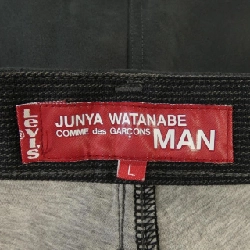 Levi's
®
JUNYA WATANABE
COMME des GARÇONS MAN
L